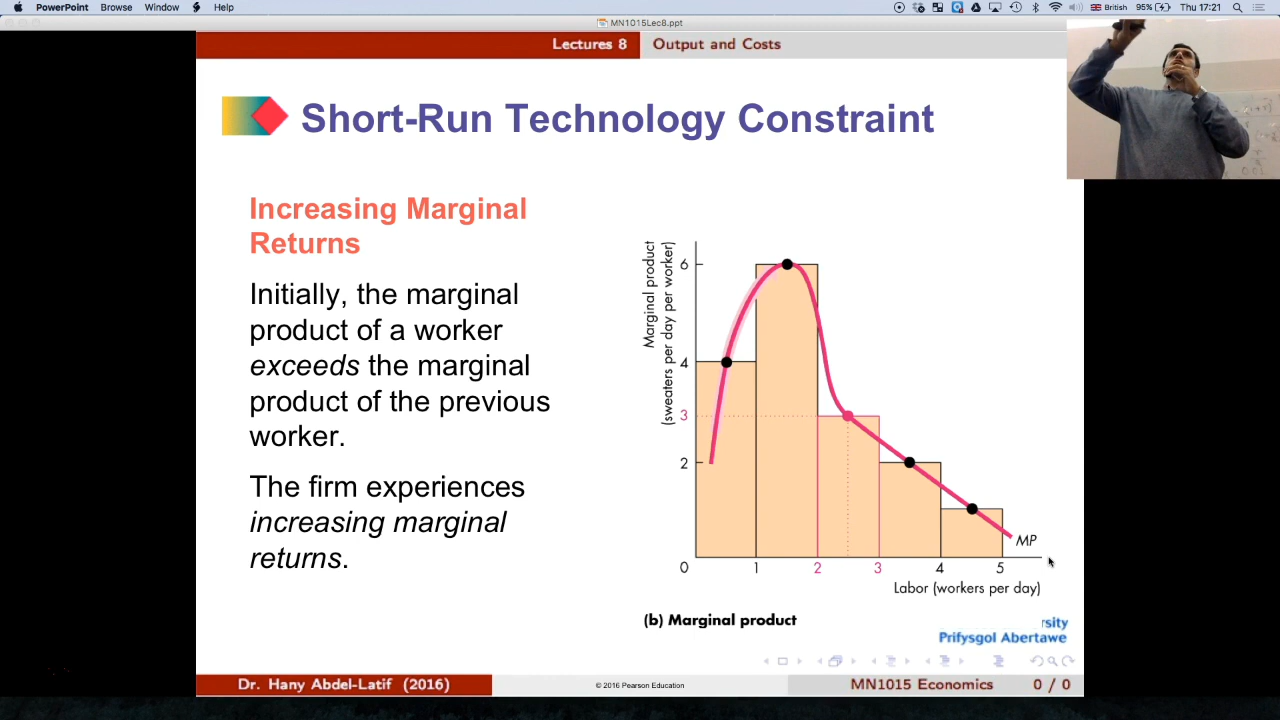 PowerPoint Browse Window Help British 95% Thu 17:21
MN1015Lec8.ppt
Lectures 8 Output and Costs
Short-Run Technology Constraint
Increasing Marginal
Returns
Initially, the marginal
product of a worker
exceeds the marginal
product of the previous
worker.
The firm experiences
increasing marginal
returns.
Marginal product
(sweaters per day per worker)
6
4
3
2
MP
0 1 2 3 4 5
Labor (workers per day)
(b) Marginal product
rsity
Prifysgol Abertawe
Dr. Hany Abdel-Latif (2016) © 2016 Pearson Education MN1015 Economics 0 / 0